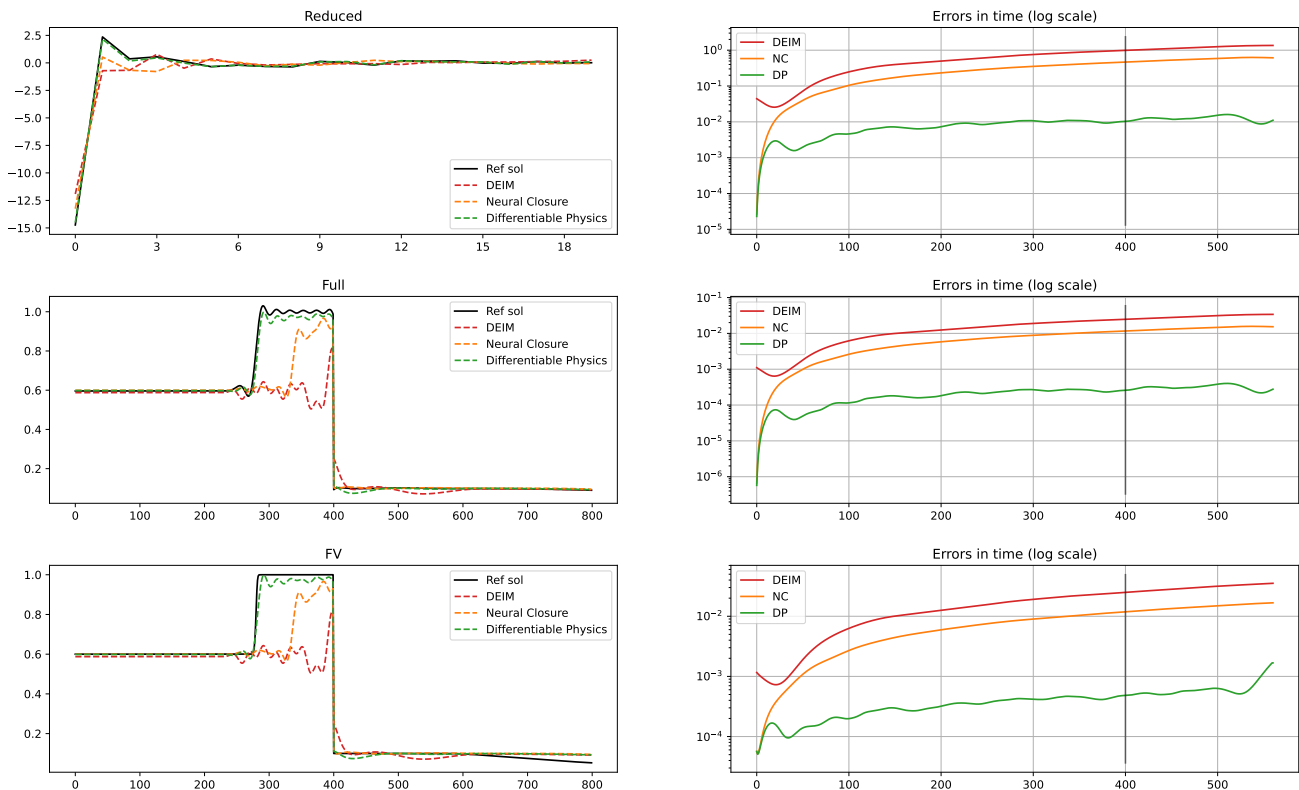 Reduced
2.5
0.0
−2.5
−5.0
−7.5
−10.0
−12.5
−15.0
Ref sol
DEIM
Neural Closure
Differentiable Physics
0 3 6 9 12 15 18
Errors in time (log scale)
10⁰
10⁻¹
10⁻²
10⁻³
10⁻⁴
10⁻⁵
DEIM
NC
DP
0 100 200 300 400 500
Full
1.0
0.8
0.6
0.4
0.2
Ref sol
DEIM
Neural Closure
Differentiable Physics
0 100 200 300 400 500 600 700 800
Errors in time (log scale)
10⁻¹
10⁻²
10⁻³
10⁻⁴
10⁻⁵
10⁻⁶
DEIM
NC
DP
0 100 200 300 400 500
FV
1.0
0.8
0.6
0.4
0.2
Ref sol
DEIM
Neural Closure
Differentiable Physics
0 100 200 300 400 500 600 700 800
Errors in time (log scale)
10⁻²
10⁻³
10⁻⁴
DEIM
NC
DP
0 100 200 300 400 500